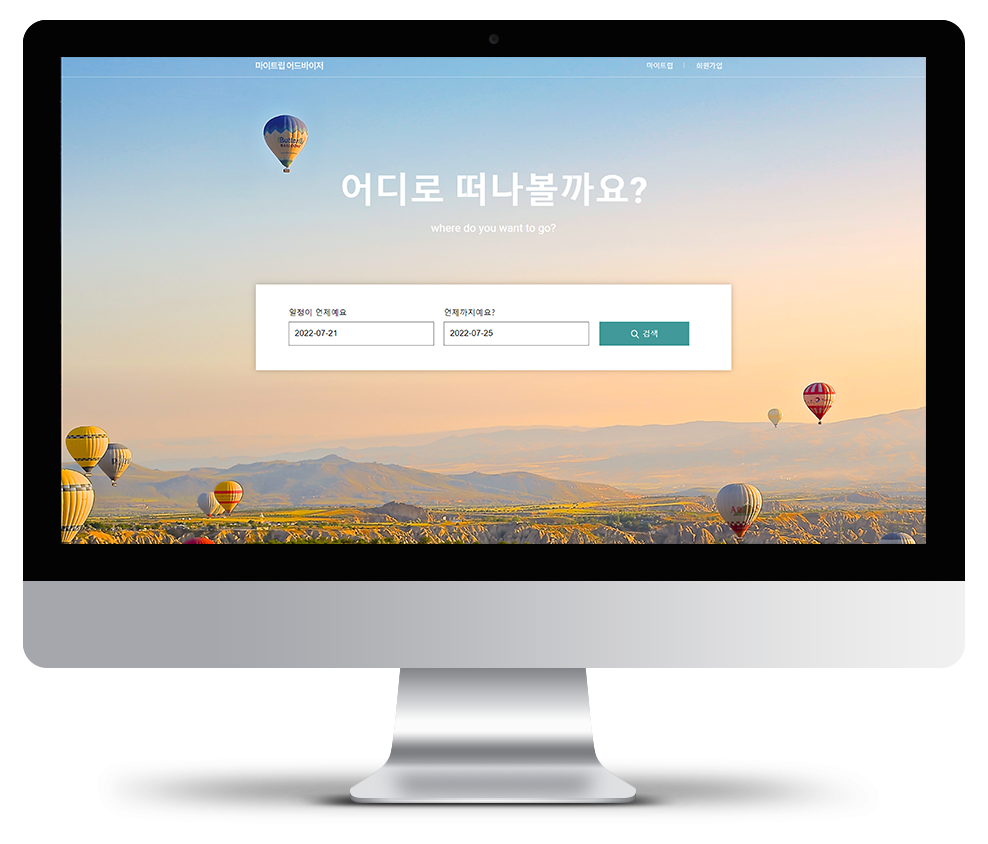 마이트립 어드바이저
마이트립 | 회원가입
어디로 떠나볼까요?
where do you want to go?
일정이 언제예요
언제까지예요?
2022-07-21
2022-07-25
검색